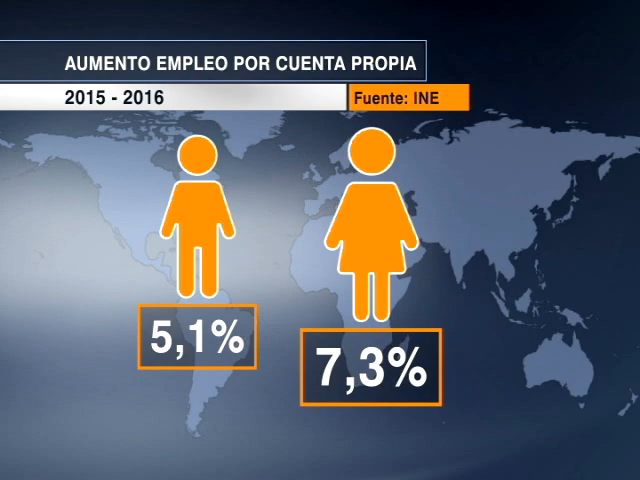 AUMENTO EMPLEO POR CUENTA PROPIA
2015 - 2016
Fuente: INE
5,1%
7,3%